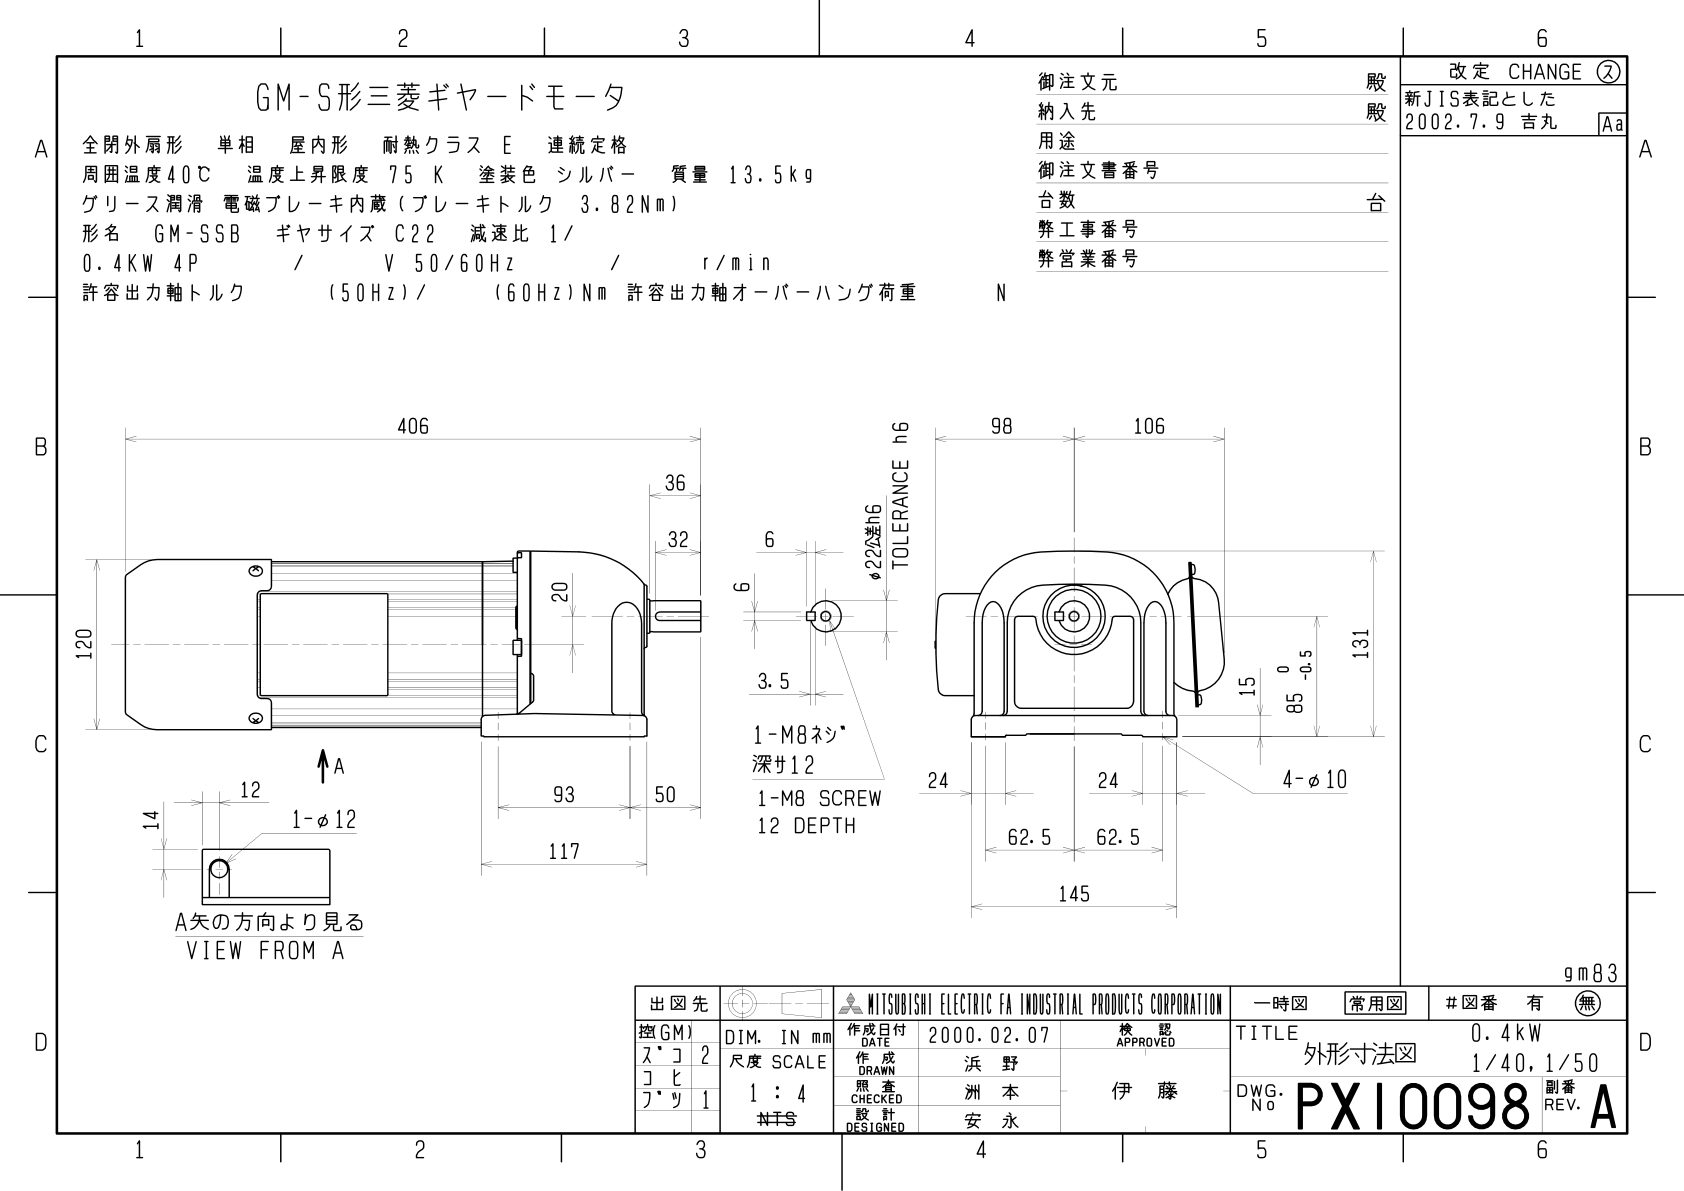 1 2 3 4 5 6
A
B
C
D
A
B
C
D
GM-S形三菱ギヤードモータ
全閉外扇形 単相 屋内形 耐熱クラス E 連続定格
周囲温度40℃ 温度上昇限度 75 K 塗装色 シルバー 質量 13.5kg
グリース潤滑 電磁ブレーキ内蔵(ブレーキトルク 3.82Nm)
形名 GM-SSB ギヤサイズ C22 減速比 1/
0.4KW 4P / V 50/60Hz / r/min
許容出力軸トルク (50Hz)/ (60Hz)Nm 許容出力軸オーバーハング荷重 N
御注文元 殿
納入先 殿
用途
御注文書番号
台数 台
弊工事番号
弊営業番号
改定 CHANGE ス
新JIS表記とした
2002.7.9 吉丸 Aa
406
36
32
20
120
93 50
117
A
12
14
1-φ12
A矢の方向より見る
VIEW FROM A
6
6
3.5
φ22公差h6
TOLERANCE h6
1-M8ネジ
深サ12
1-M8 SCREW
12 DEPTH
98 106
131
15
85 0 -0.5
24 24
4-φ10
62.5 62.5
145
gm83
出図先
控(GM)
ズコ 2
コヒ
ブツ 1
DIM. IN mm
尺度 SCALE
1 : 4
NTS
MITSUBISHI ELECTRIC FA INDUSTRIAL PRODUCTS CORPORATION
作成日付 DATE 2000.02.07
検認 APPROVED
作成 DRAWN 浜野
照査 CHECKED 洲本
設計 DESIGNED 安永
伊藤
一時図 常用図 #図番 有 無
TITLE
外形寸法図
0.4kW
1/40,1/50
DWG. No PX10098
副番 REV. A
1 2 3 4 5 6